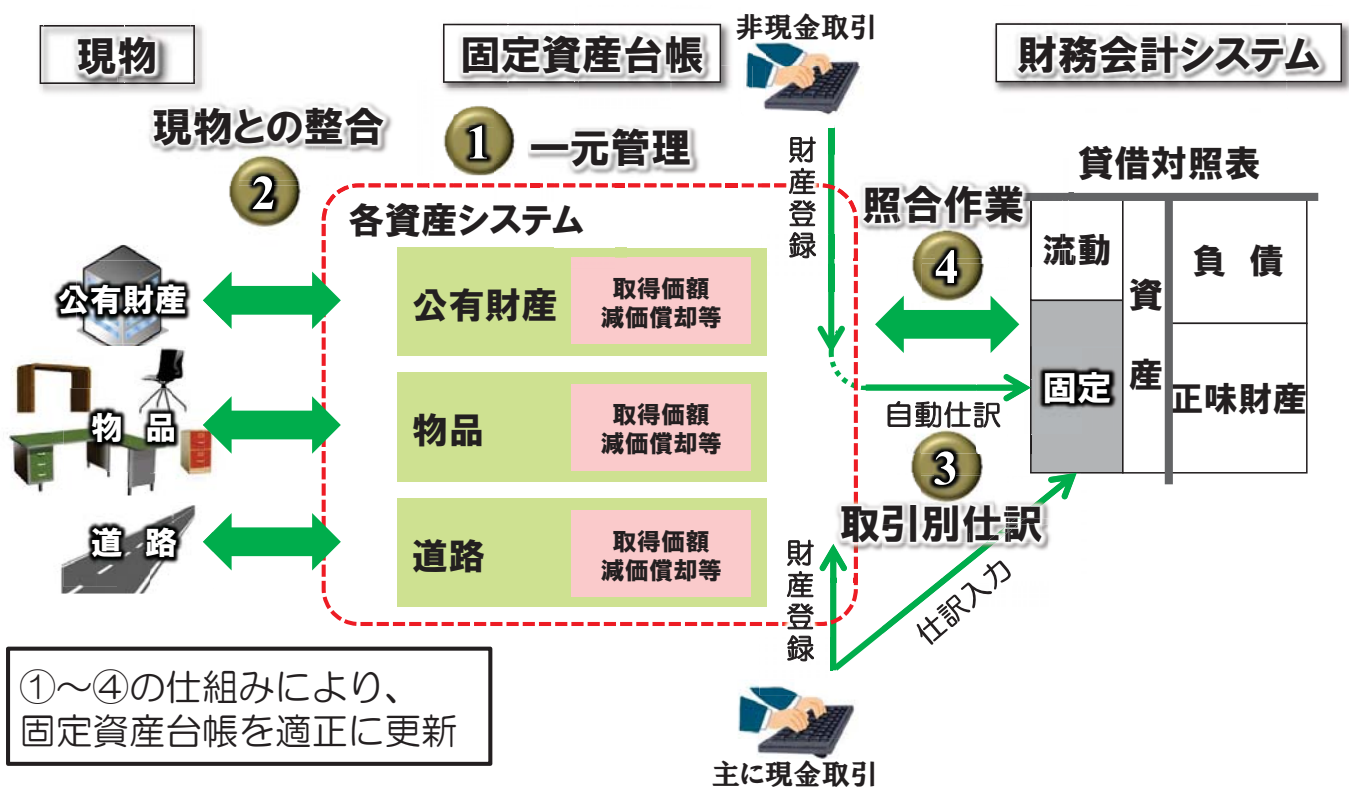 現物
固定資産台帳
非現金取引
財務会計システム
現物との整合
②
① 一元管理
財産登録
各資産システム
公有財産
公有財産
取得価額
減価償却等
物品
物品
取得価額
減価償却等
道路
道路
取得価額
減価償却等
照合作業
④
自動仕訳
③
取引別仕訳
財産登録
仕訳入力
貸借対照表
流動
固定
資産
負債
正味財産
①～④の仕組みにより、
固定資産台帳を適正に更新
主に現金取引